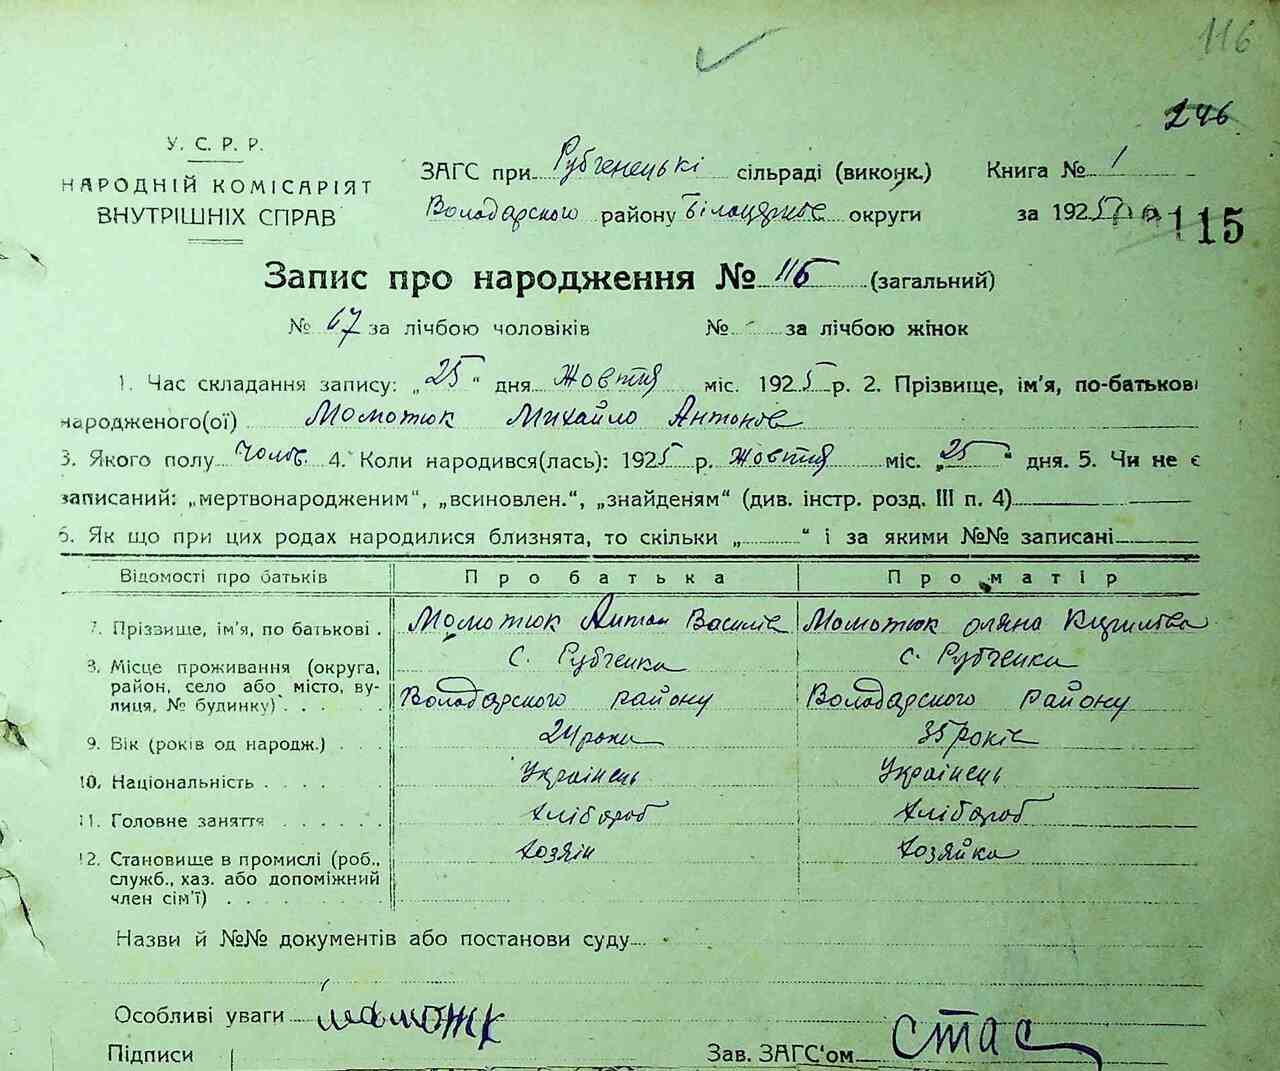 116
246
У. С. Р. Р.
НАРОДНІЙ КОМІСАРІЯТ
ВНУТРІШНІХ СПРАВ
ЗАГС при Рубченецькі сільраді (виконк.) Книга № 1
Володарского району Білоцеркое округи за 1925
115
Запис про народження № 115 (загальний)
№ 67 за лічбою чоловіків № - за лічбою жінок
1. Час складання запису: „25" дня Жовтня міс. 1925 р. 2. Прізвище, ім'я, по-батькові
народженого(ої) Момотюк Михайло Антонов
3. Якого полу Чолов. 4. Коли народився(лась): 1925 р. Жовтня міс. „25" дня. 5. Чи не є
записаний: „мертвонародженим“, „всиновлен.“, „знайденям“ (див. інстр. розд. III п. 4)
6. Як що при цих родах народилися близнята, то скільки „ “ і за якими №№ записані
Відомості про батьків Про батька Про матір
7. Прізвище, ім'я, по батькові . Момотюк Антон Василів Момотюк Оляна Кирилова
8. Місце проживання (округа, с. Рубченка с. Рубченка
район, село або місто, ву-
лиця, № будинку) . . . Володарского району Володарского району
9. Вік (років од народж.) . . . 24 роки 35 років
10. Національність . . . . Українець Українець
11. Головне заняття . . . . . Хлібороб Хлібороб
12. Становище в промислі (роб., Хозяін Хозяйка
служб., хаз. або допоміжний
член сім'ї) . . . . . . . .
Назви й №№ документів або постанови суду
Особливі уваги
Підписи Зав. ЗАГС'ом Стас